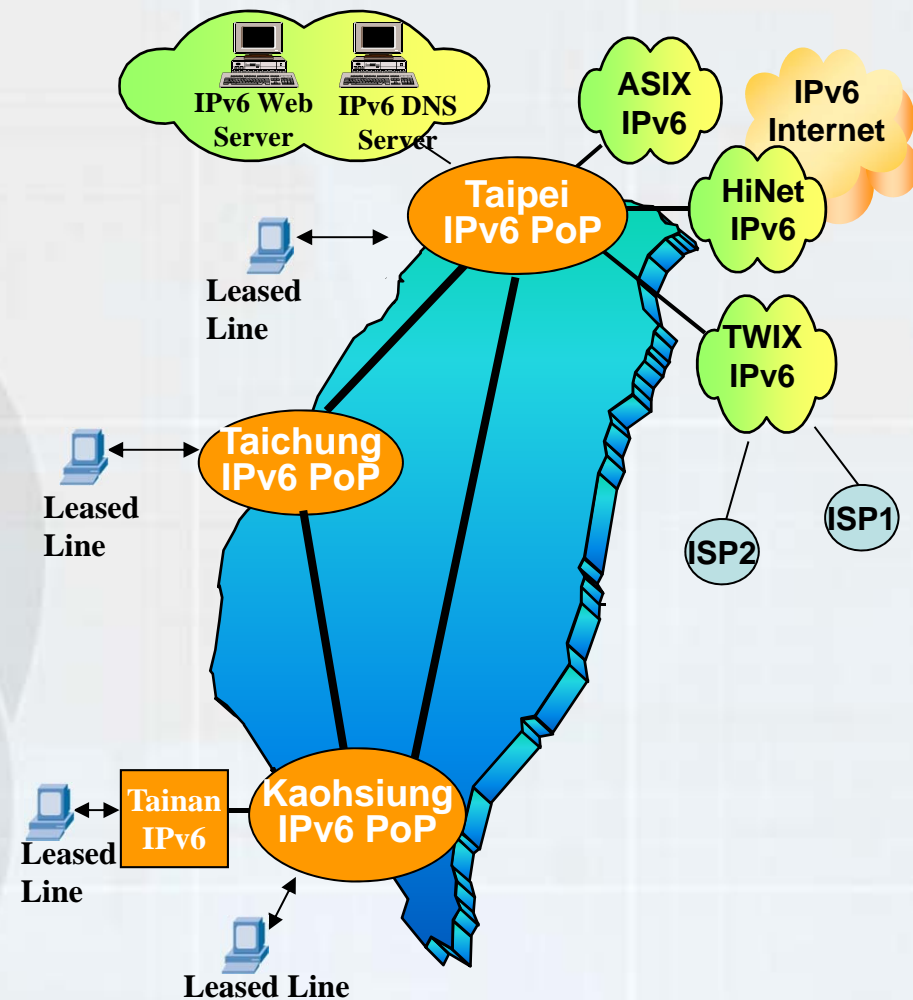 IPv6 Web
Server
IPv6 DNS
Server
ASIX
IPv6
IPv6
Internet
HiNet
IPv6
Taipei
IPv6 PoP
Leased
Line
TWIX
IPv6
Taichung
IPv6 PoP
Leased
Line
ISP1
ISP2
Kaohsiung
IPv6 PoP
Tainan
IPv6
Leased
Line
Leased Line